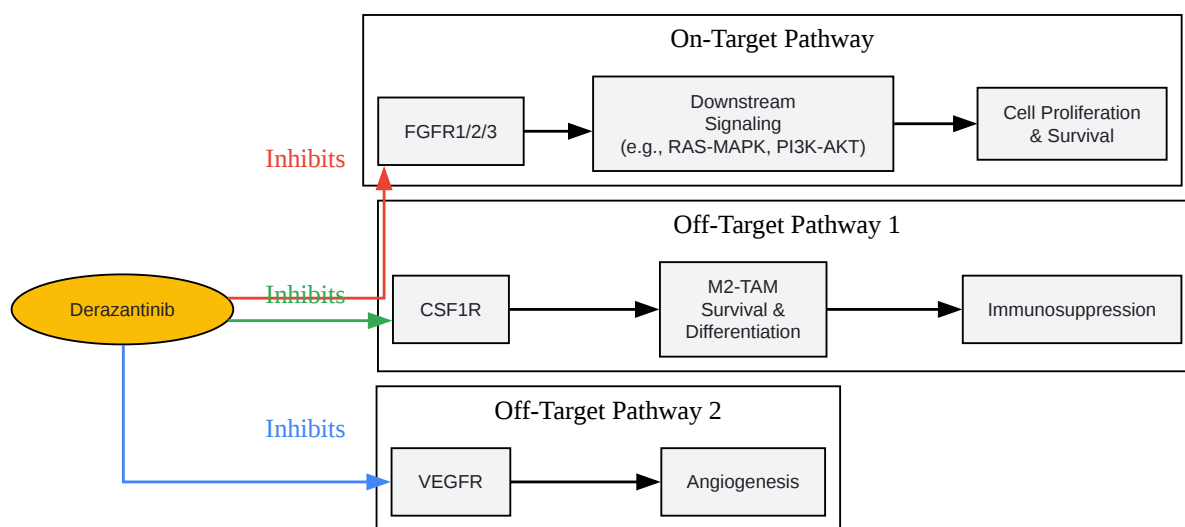 On-Target Pathway
FGFR1/2/3
Downstream
Signaling
(e.g., RAS-MAPK, PI3K-AKT)
Cell Proliferation
& Survival
Inhibits
Off-Target Pathway 1
Derazantinib
Inhibits
CSF1R
M2-TAM
Survival &
Differentiation
Immunosuppression
Off-Target Pathway 2
Inhibits
VEGFR
Angiogenesis